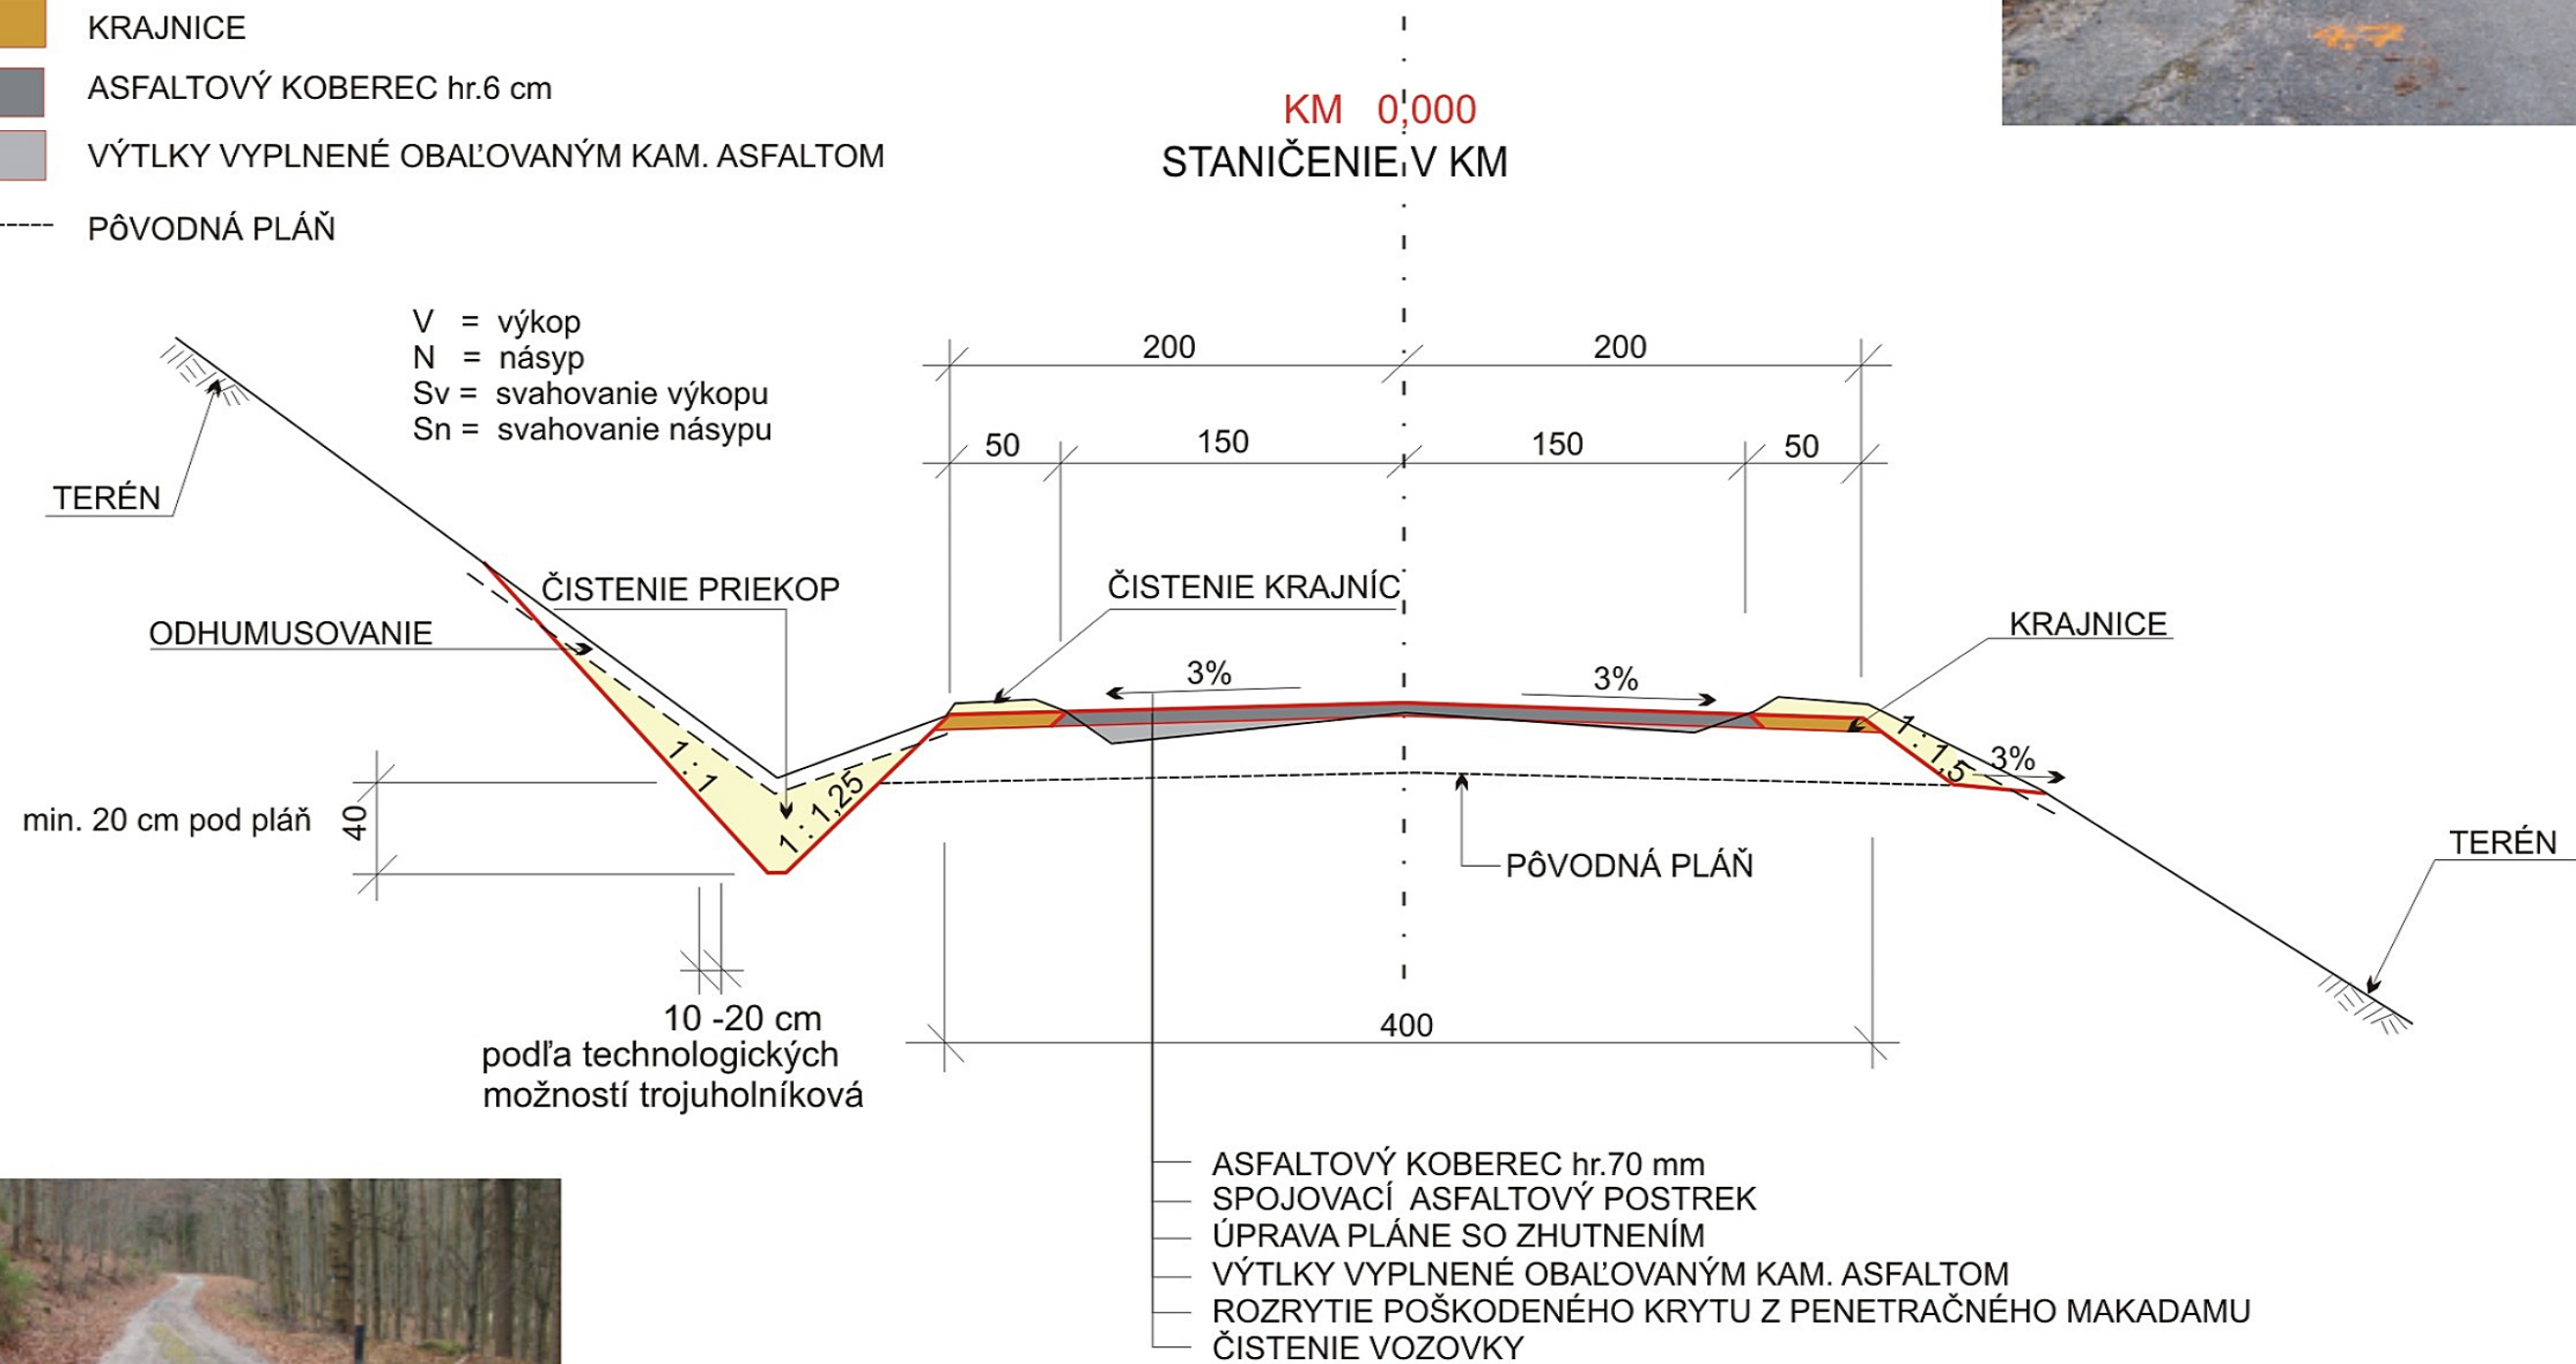 KRAJNICE
ASFALTOVÝ KOBEREC hr.6 cm
VÝTLKY VYPLNENÉ OBAĽOVANÝM KAM. ASFALTOM
PôVODNÁ PLÁŇ
47
KM 0,000
STANIČENIE V KM
V = výkop
N = násyp
Sv = svahovanie výkopu
Sn = svahovanie násypu
200 200
50 150 150 50
TERÉN
ČISTENIE PRIEKOP
ČISTENIE KRAJNÍC
ODHUMUSOVANIE
KRAJNICE
3% 3%
1 : 1
1 : 1,25
1 : 1,5
3%
min. 20 cm pod pláň
40
PôVODNÁ PLÁŇ
TERÉN
10 -20 cm
podľa technologických
možností trojuholníková
400
ASFALTOVÝ KOBEREC hr.70 mm
SPOJOVACÍ ASFALTOVÝ POSTREK
ÚPRAVA PLÁNE SO ZHUTNENÍM
VÝTLKY VYPLNENÉ OBAĽOVANÝM KAM. ASFALTOM
ROZRYTIE POŠKODENÉHO KRYTU Z PENETRAČNÉHO MAKADAMU
ČISTENIE VOZOVKY